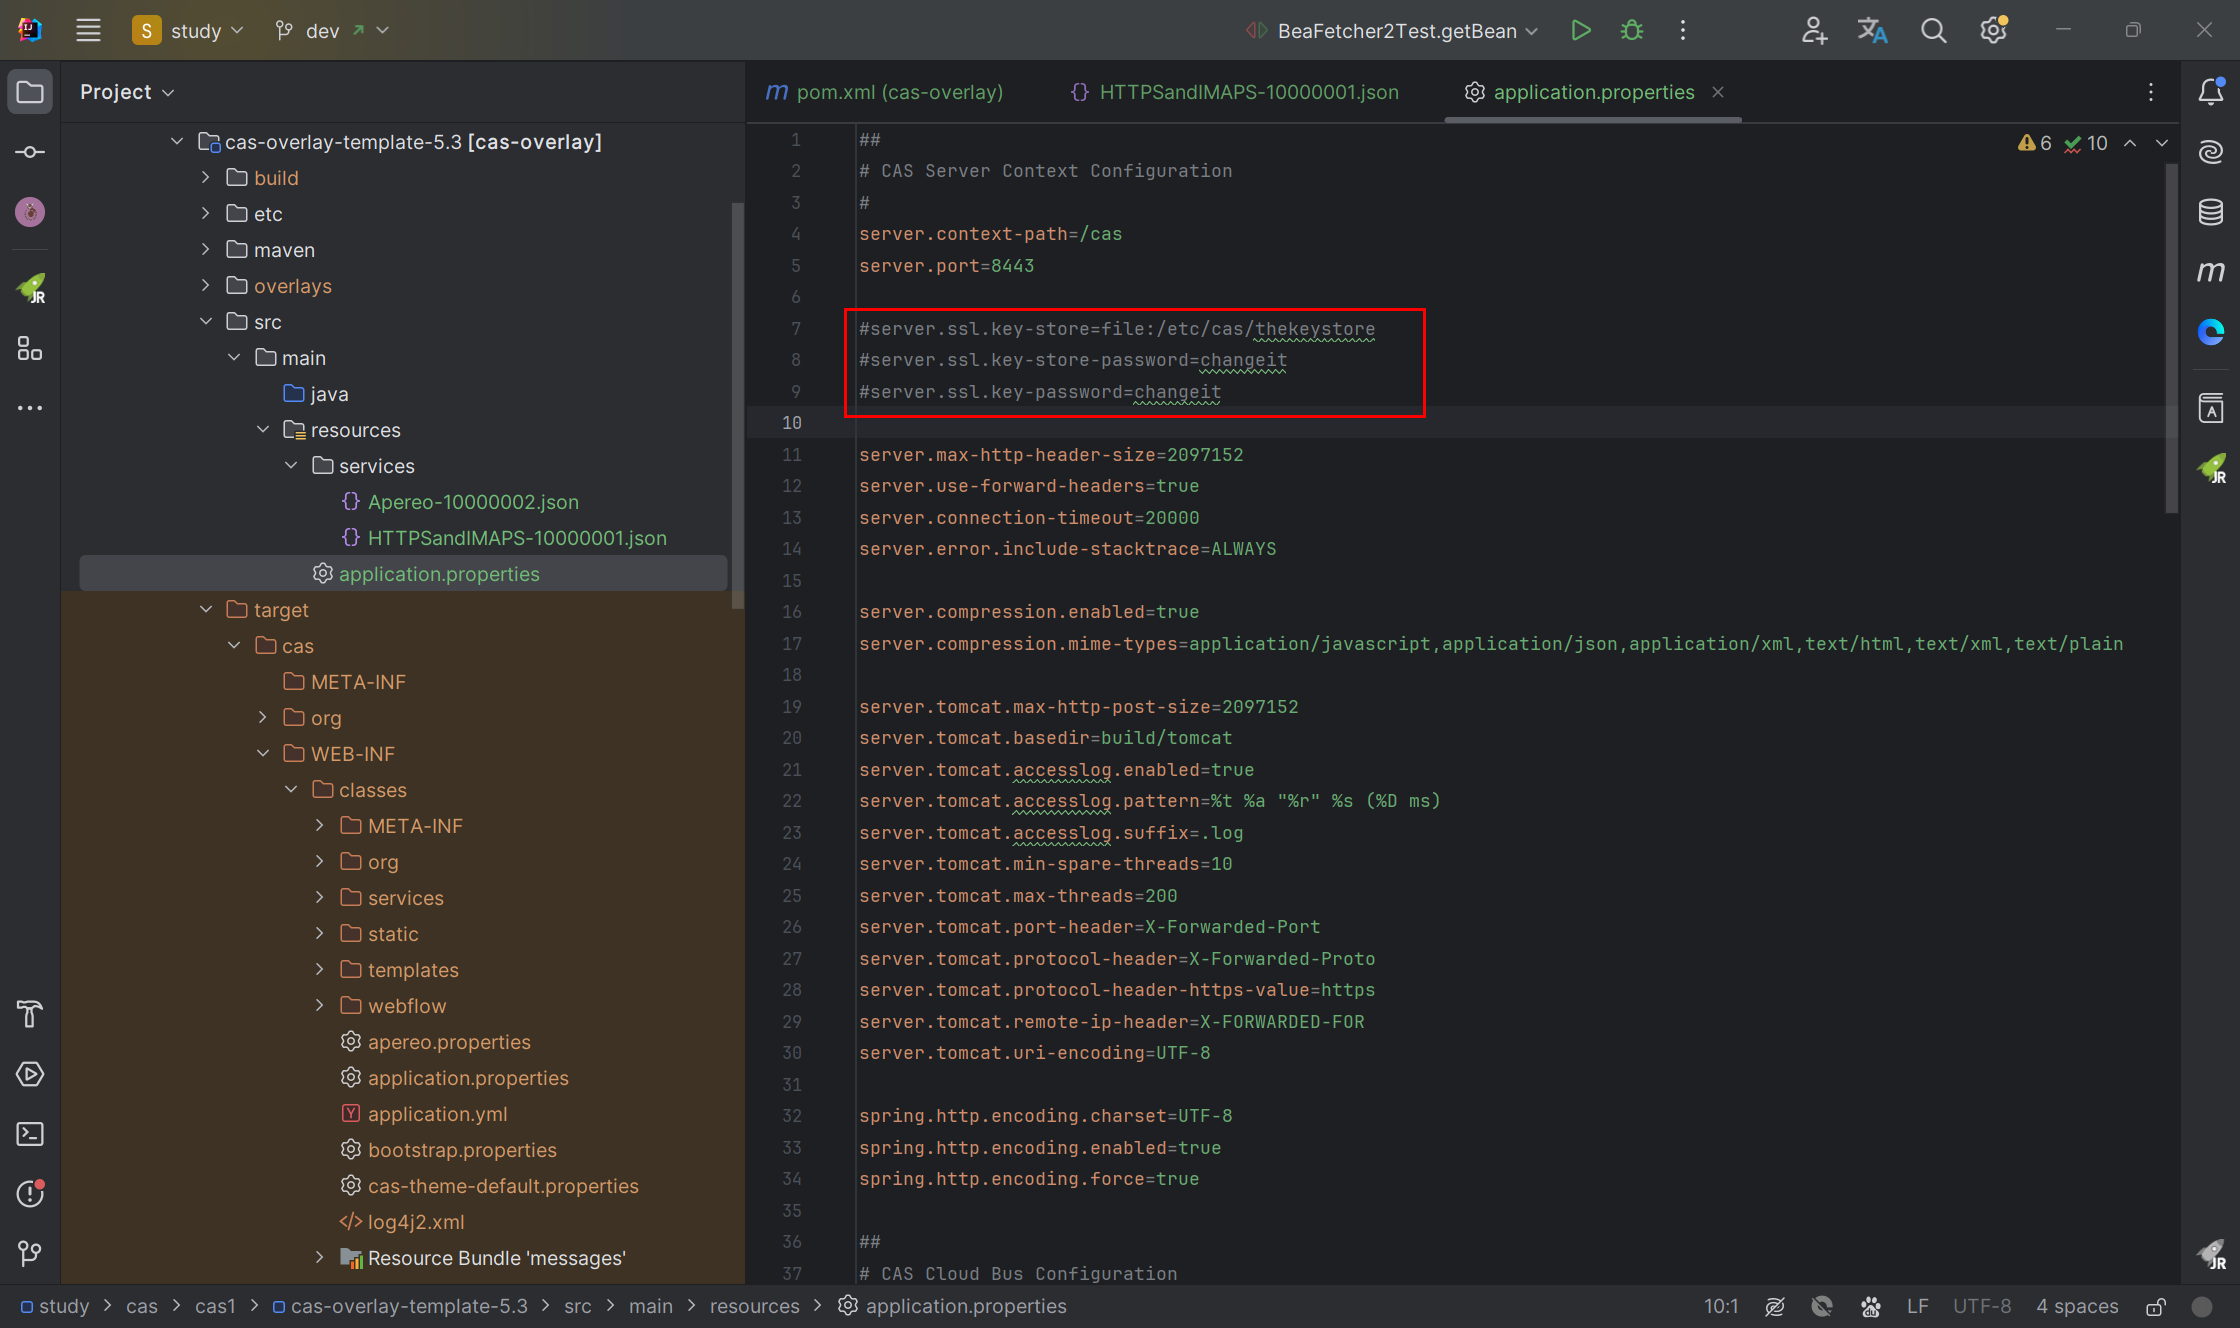 S study dev BeaFetcher2Test.getBean
Project
cas-overlay-template-5.3 [cas-overlay]
build
etc
maven
overlays
src
main
java
resources
services
Apereo-10000002.json
HTTPSandIMAPS-10000001.json
application.properties
target
cas
META-INF
org
WEB-INF
classes
META-INF
org
services
static
templates
webflow
apereo.properties
application.properties
application.yml
bootstrap.properties
cas-theme-default.properties
log4j2.xml
Resource Bundle 'messages'
m pom.xml (cas-overlay) HTTPSandIMAPS-10000001.json application.properties
6 10
1 ##
2 # CAS Server Context Configuration
3 #
4 server.context-path=/cas
5 server.port=8443
6
7 #server.ssl.key-store=file:/etc/cas/thekeystore
8 #server.ssl.key-store-password=changeit
9 #server.ssl.key-password=changeit
10
11 server.max-http-header-size=2097152
12 server.use-forward-headers=true
13 server.connection-timeout=20000
14 server.error.include-stacktrace=ALWAYS
15
16 server.compression.enabled=true
17 server.compression.mime-types=application/javascript,application/json,application/xml,text/html,text/xml,text/plain
18
19 server.tomcat.max-http-post-size=2097152
20 server.tomcat.basedir=build/tomcat
21 server.tomcat.accesslog.enabled=true
22 server.tomcat.accesslog.pattern=%t %a "%r" %s (%D ms)
23 server.tomcat.accesslog.suffix=.log
24 server.tomcat.min-spare-threads=10
25 server.tomcat.max-threads=200
26 server.tomcat.port-header=X-Forwarded-Port
27 server.tomcat.protocol-header=X-Forwarded-Proto
28 server.tomcat.protocol-header-https-value=https
29 server.tomcat.remote-ip-header=X-FORWARDED-FOR
30 server.tomcat.uri-encoding=UTF-8
31
32 spring.http.encoding.charset=UTF-8
33 spring.http.encoding.enabled=true
34 spring.http.encoding.force=true
35
36 ##
37 # CAS Cloud Bus Configuration
study > cas > cas1 > cas-overlay-template-5.3 > src > main > resources > application.properties 10:1 LF UTF-8 4 spaces